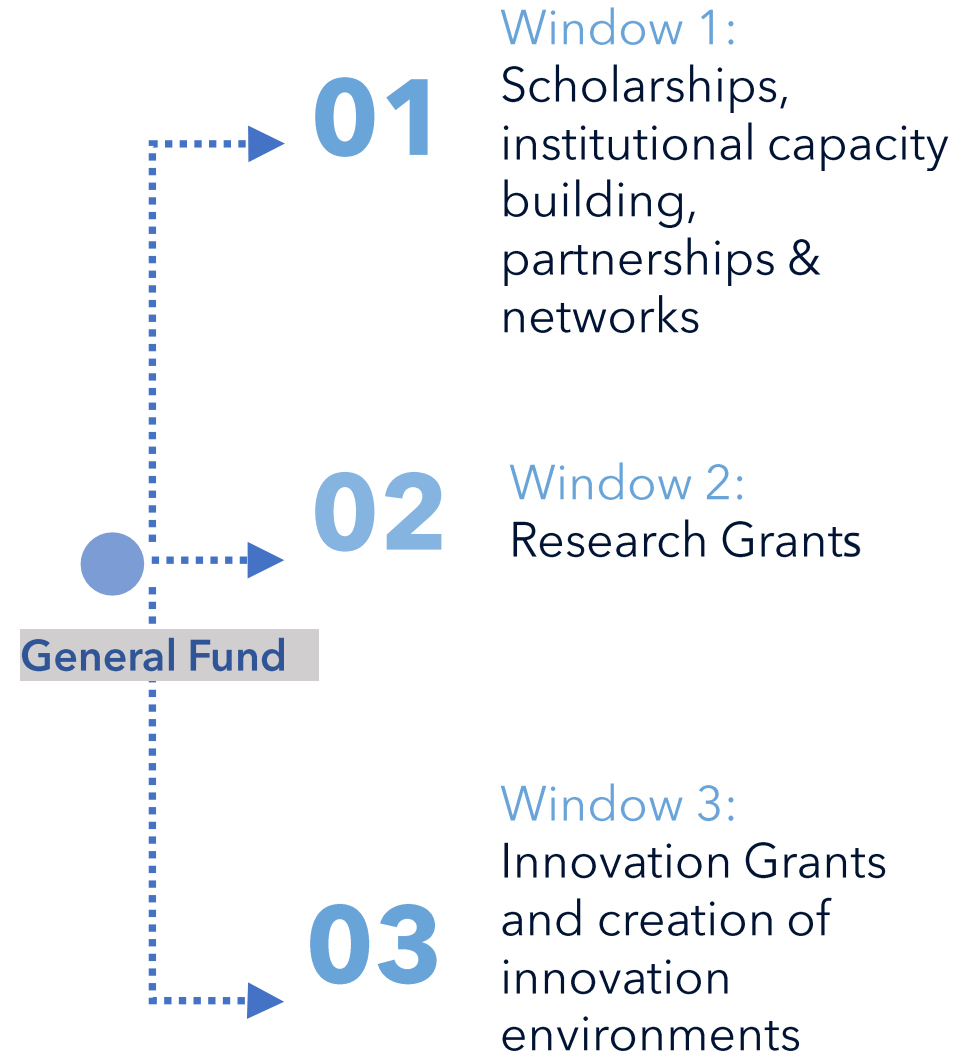 01
Window 1:
Scholarships,
institutional capacity
building,
partnerships &
networks
02
Window 2:
Research Grants
General Fund
03
Window 3:
Innovation Grants
and creation of
innovation
environments